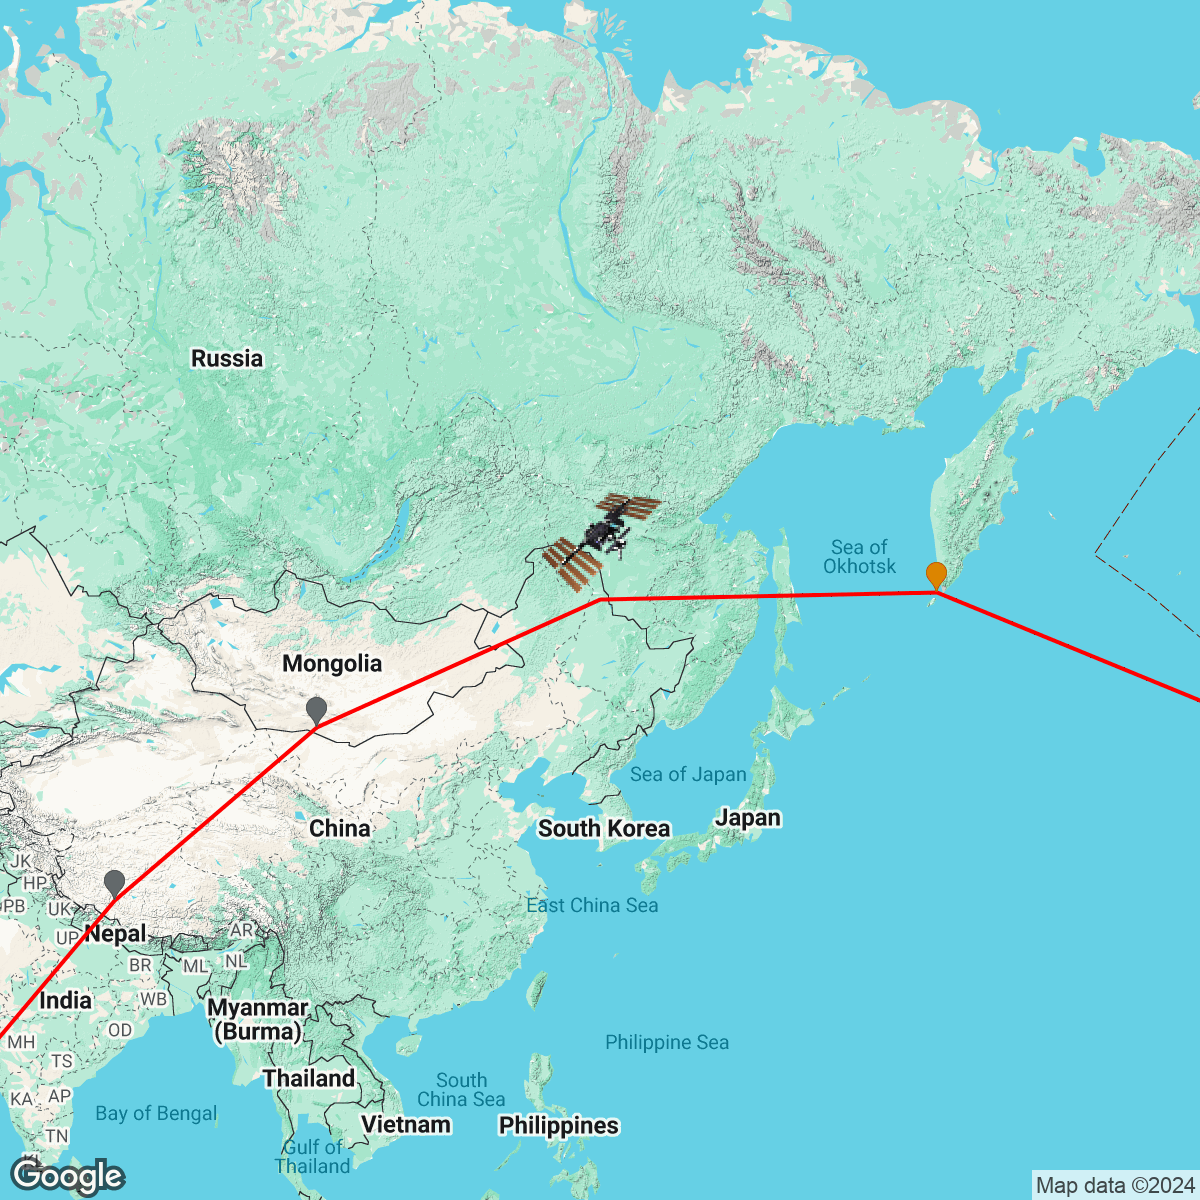 Russia
Sea of
Okhotsk
Mongolia
Sea of Japan
China
South Korea
Japan
JK
HP
PB
UK
East China Sea
UP
Nepal
AR
BR
ML
NL
India
WB
Myanmar
(Burma)
OD
MH
TS
Philippine Sea
Thailand
South
China Sea
KA
AP
Bay of Bengal
Vietnam
Philippines
TN
Gulf of
Thailand
KL
Google
Map data ©2024